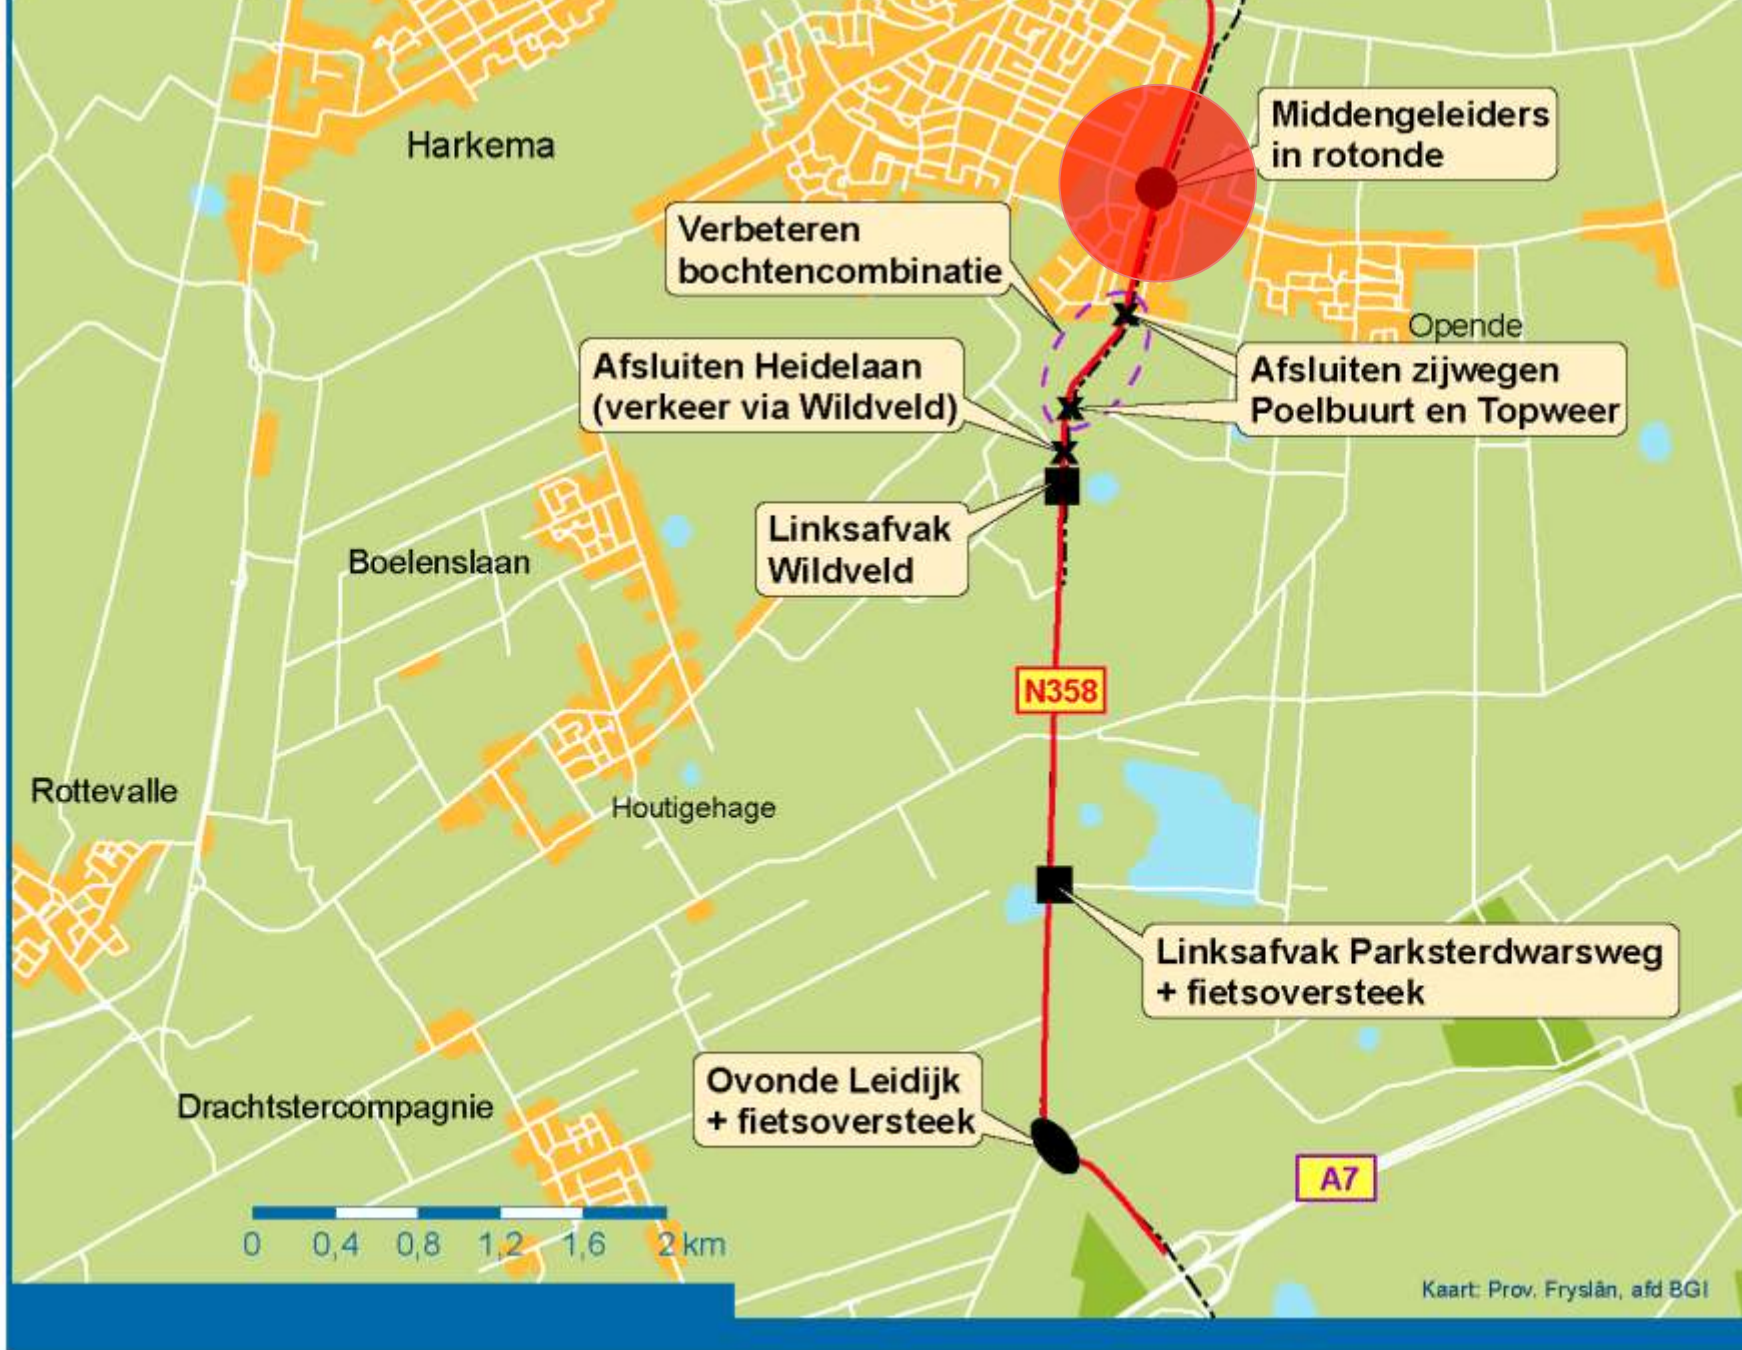 Harkema
Middengeleiders
in rotonde
Verbeteren
bochtencombinatie
Opende
Afsluiten Heidelaan
(verkeer via Wildveld)
Afsluiten zijwegen
Poelbuurt en Topweer
Linksafvak
Wildveld
Boelenslaan
N358
Rottevalle
Houtigehage
Linksafvak Parksterdwarsweg
+ fietsoversteek
Ovonde Leidijk
+ fietsoversteek
Drachtstercompagnie
A7
0 0,4 0,8 1,2 1,6 2 km
Kaart: Prov. Fryslân, afd BGI